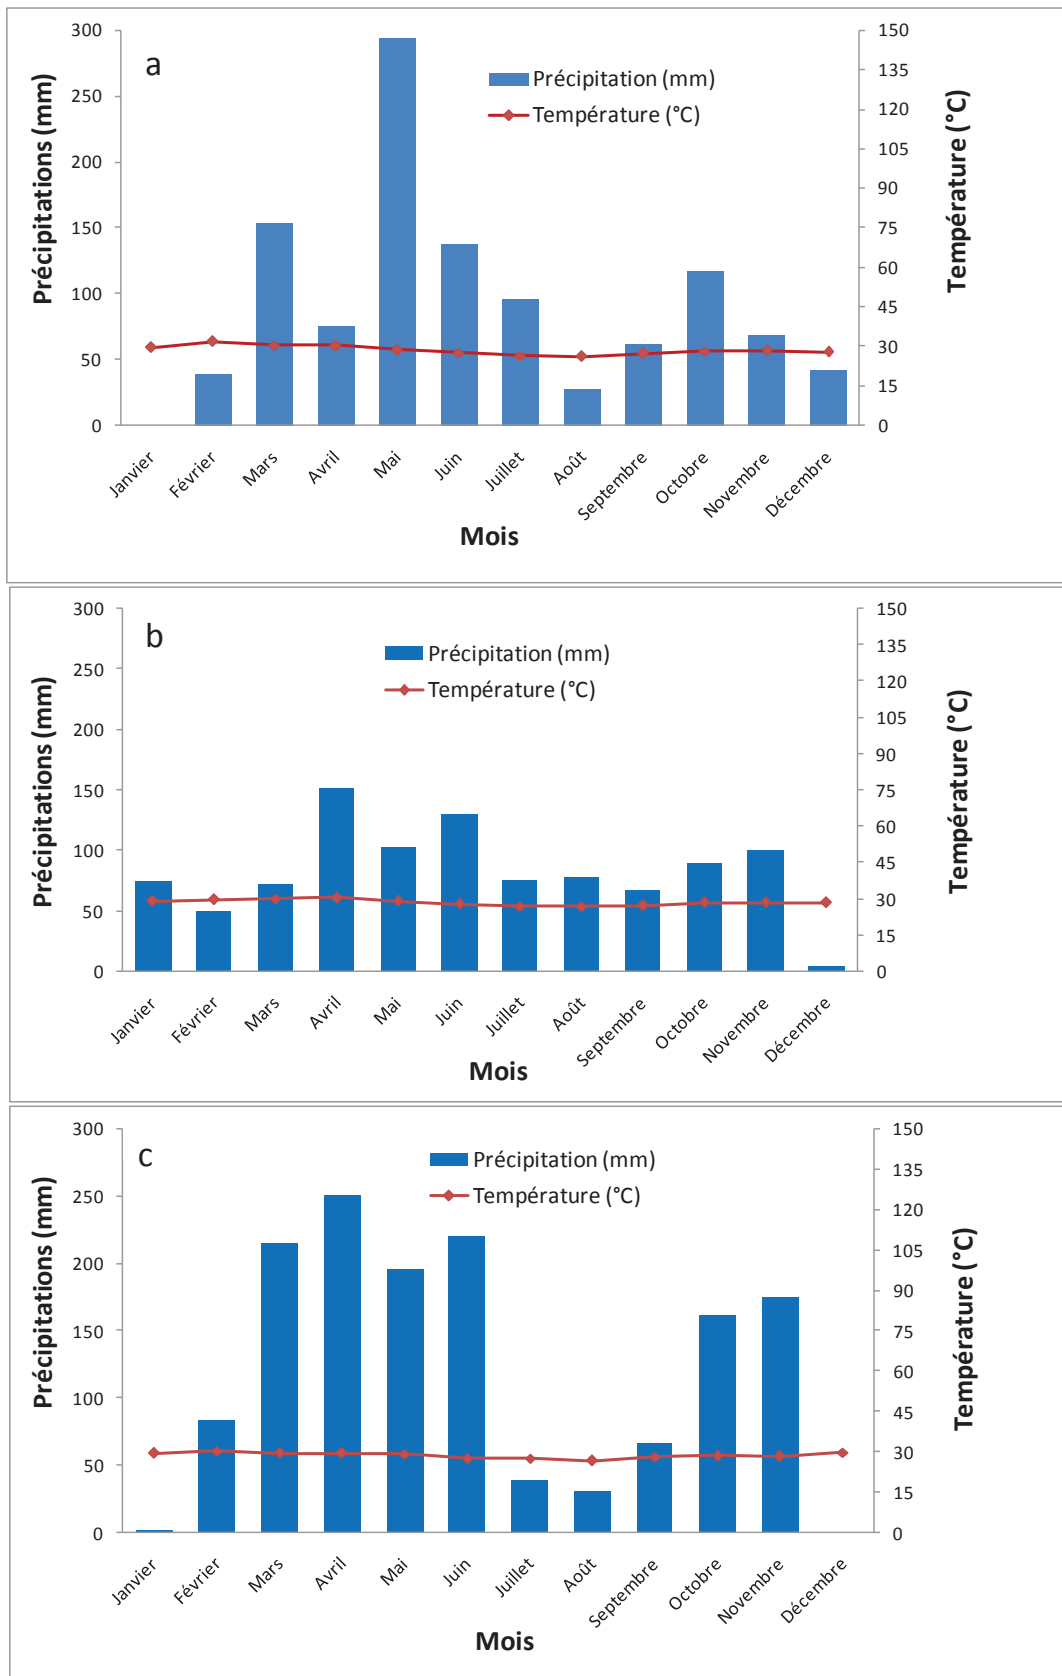 a
Précipitation (mm)
Température (°C)
Précipitations (mm)
300
250
200
150
100
50
0
Température (°C)
150
135
120
105
90
75
60
45
30
15
0
Janvier
Février
Mars
Avril
Mai
Juin
Juillet
Août
Septembre
Octobre
Novembre
Décembre
Mois
b
Précipitation (mm)
Température (°C)
Précipitations (mm)
300
250
200
150
100
50
0
Température (°C)
150
135
120
105
90
75
60
45
30
15
0
Janvier
Février
Mars
Avril
Mai
Juin
Juillet
Août
Septembre
Octobre
Novembre
Décembre
Mois
c
Précipitation (mm)
Température (°C)
Précipitations (mm)
300
250
200
150
100
50
0
Température (°C)
150
135
120
105
90
75
60
45
30
15
0
Janvier
Février
Mars
Avril
Mai
Juin
Juillet
Août
Septembre
Octobre
Novembre
Décembre
Mois